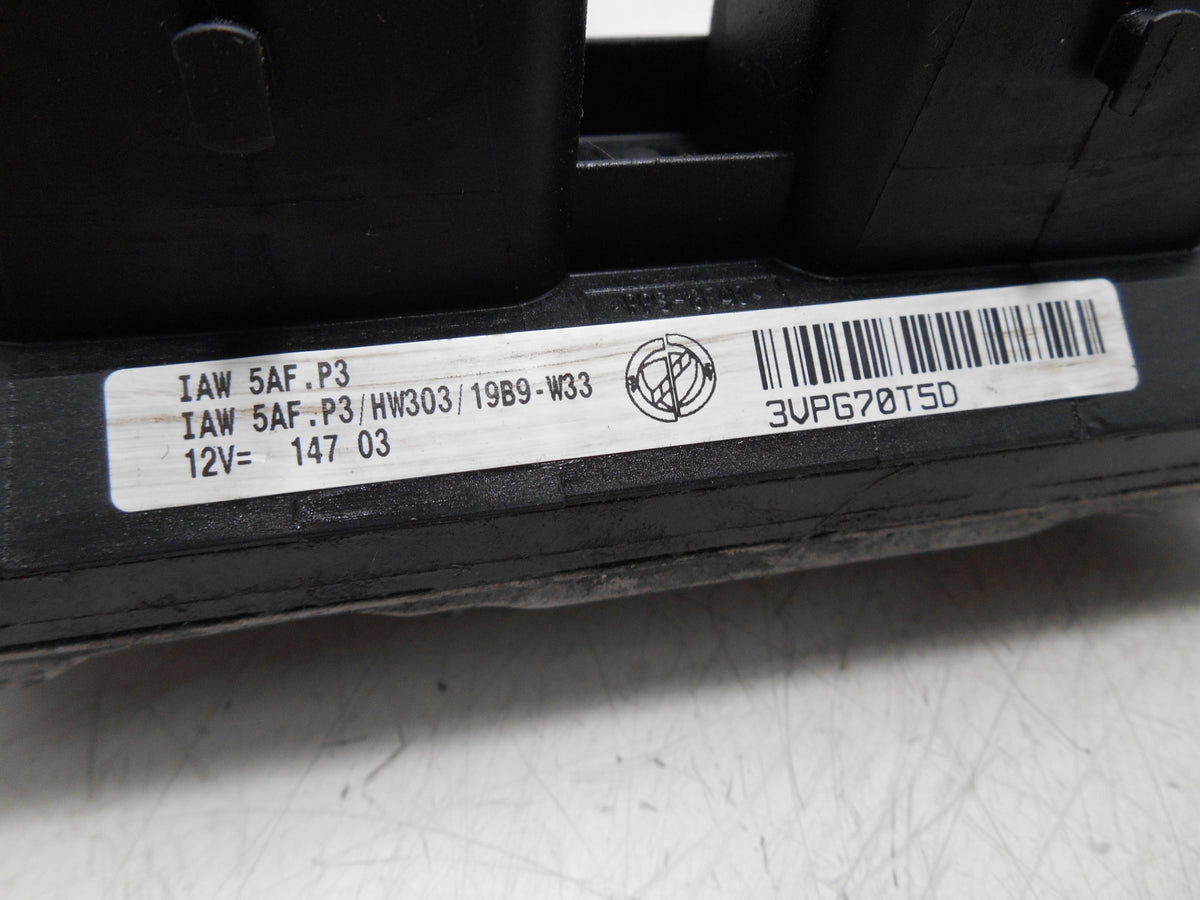 IAW 5AF.P3
IAW 5AF.P3/HW303/19B9-W33
12V= 147 03
3VPG70T5D